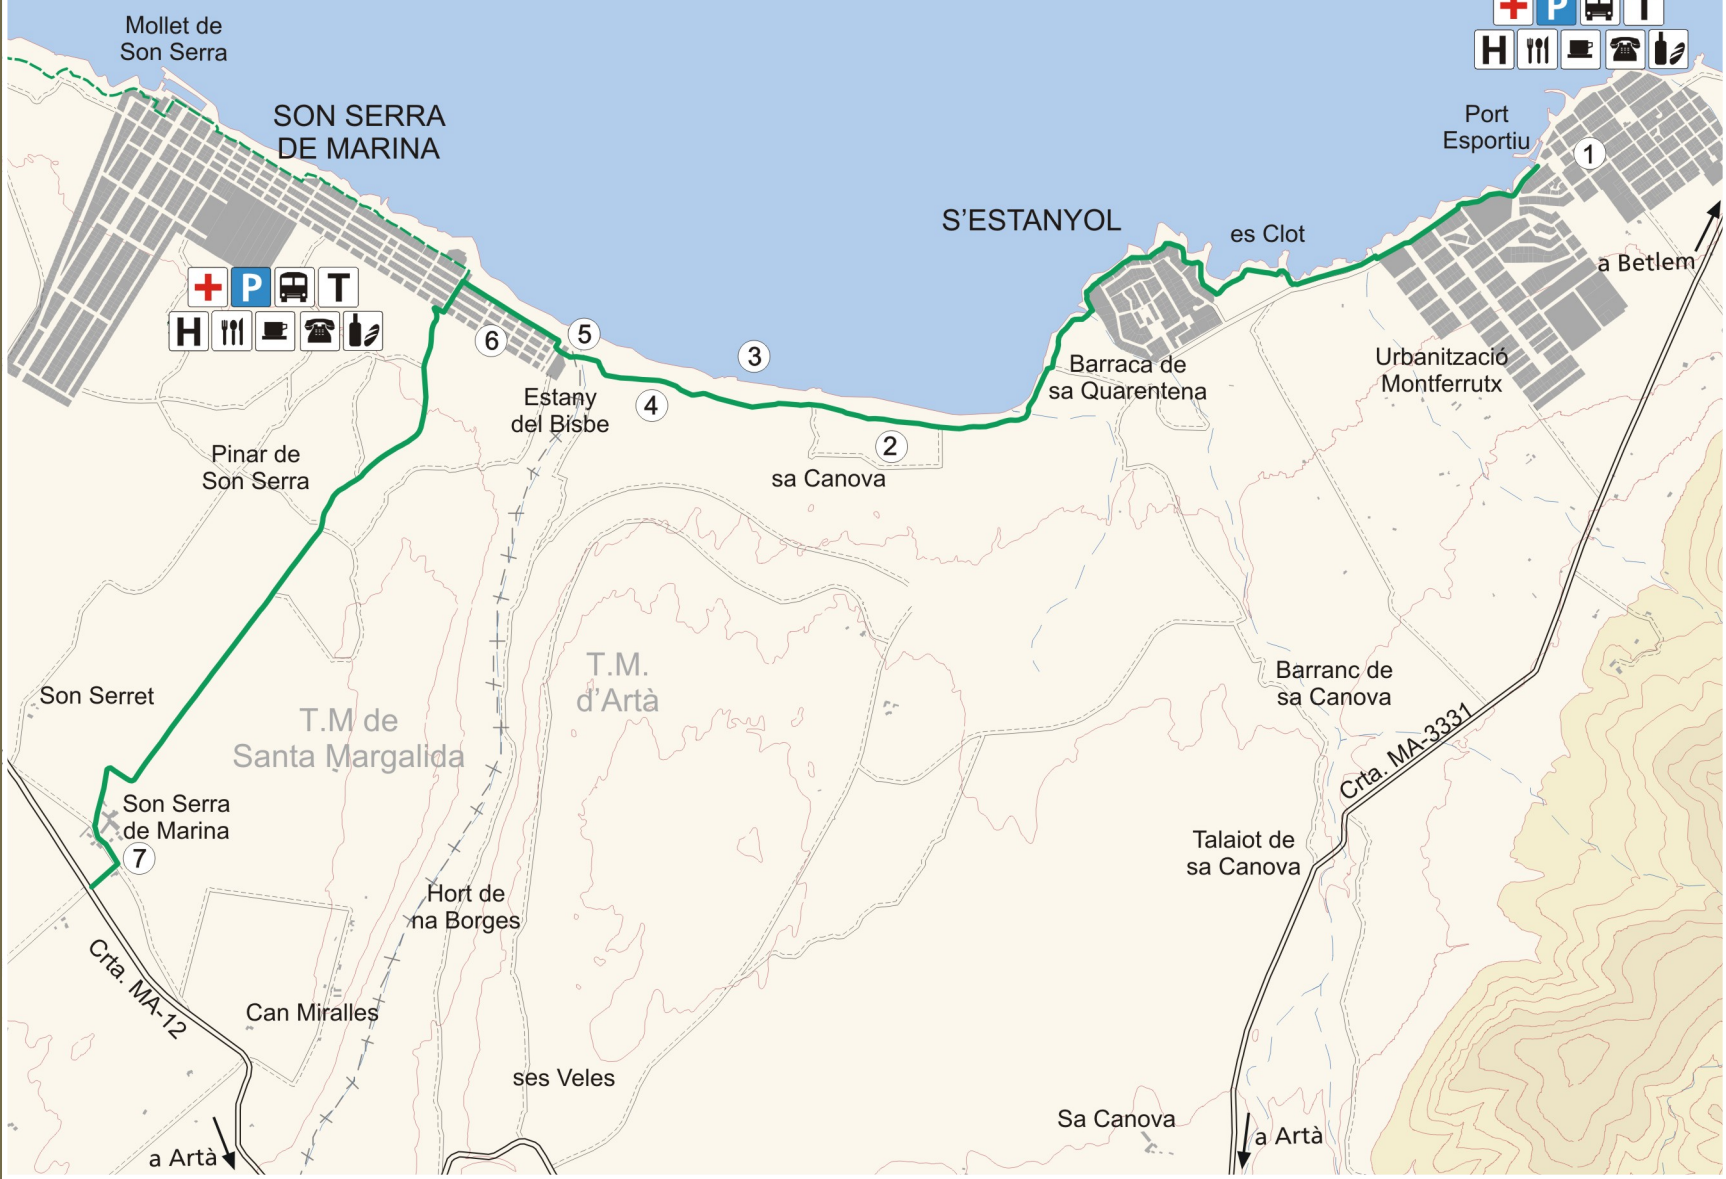 Mollet de
Son Serra
SON SERRA
DE MARINA
P
T
H
Port
Esportiu
1
S'ESTANYOL
es Clot
a Betlem
P
T
H
6
5
3
4
2
Estany
del Bisbe
Barraca de
sa Quarentena
Urbanització
Montferrutx
Pinar de
Son Serra
sa Canova
T.M.
d'Artà
Son Serret
T.M de
Santa Margalida
Barranc de
sa Canova
Crta. MA-3331
Son Serra
de Marina
7
Talaiot de
sa Canova
Hort de
na Borges
Crta. MA-12
Can Miralles
ses Veles
Sa Canova
a Artà
a Artà